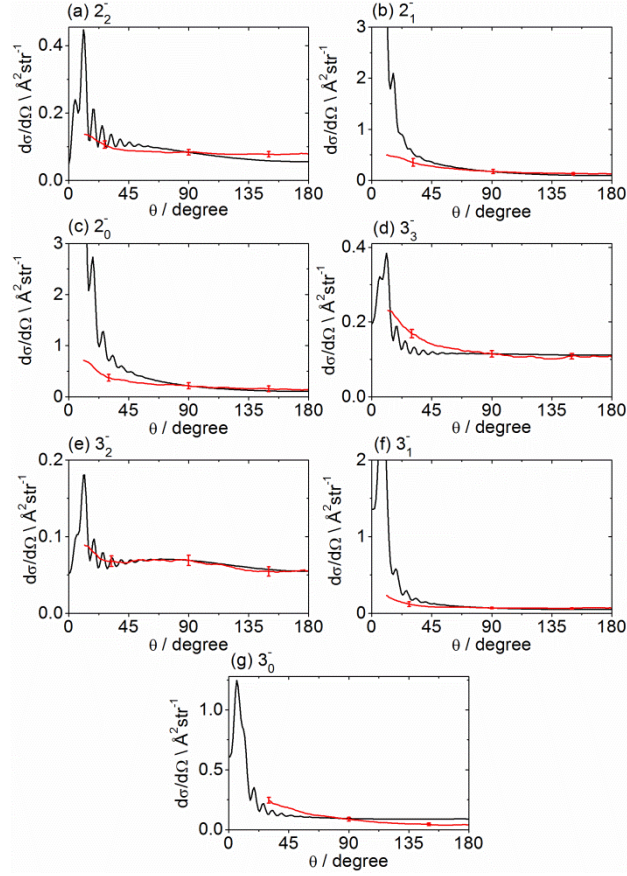 (a) 2₂⁻
dσ/dΩ \ Å²str⁻¹
0.4
0.2
0.0
0 45 90 135 180
θ / degree
(b) 2₁⁻
dσ/dΩ \ Å²str⁻¹
3
2
1
0
0 45 90 135 180
θ / degree
(c) 2₀⁻
dσ/dΩ \ Å²str⁻¹
3
2
1
0
0 45 90 135 180
θ / degree
(d) 3₃⁻
dσ/dΩ \ Å²str⁻¹
0.4
0.2
0.0
0 45 90 135 180
θ / degree
(e) 3₂⁻
dσ/dΩ \ Å²str⁻¹
0.2
0.1
0.0
0 45 90 135 180
θ / degree
(f) 3₁⁻
dσ/dΩ \ Å²str⁻¹
2
1
0
0 45 90 135 180
θ / degree
(g) 3₀⁻
dσ/dΩ \ Å²str⁻¹
1.0
0.5
0.0
0 45 90 135 180
θ / degree